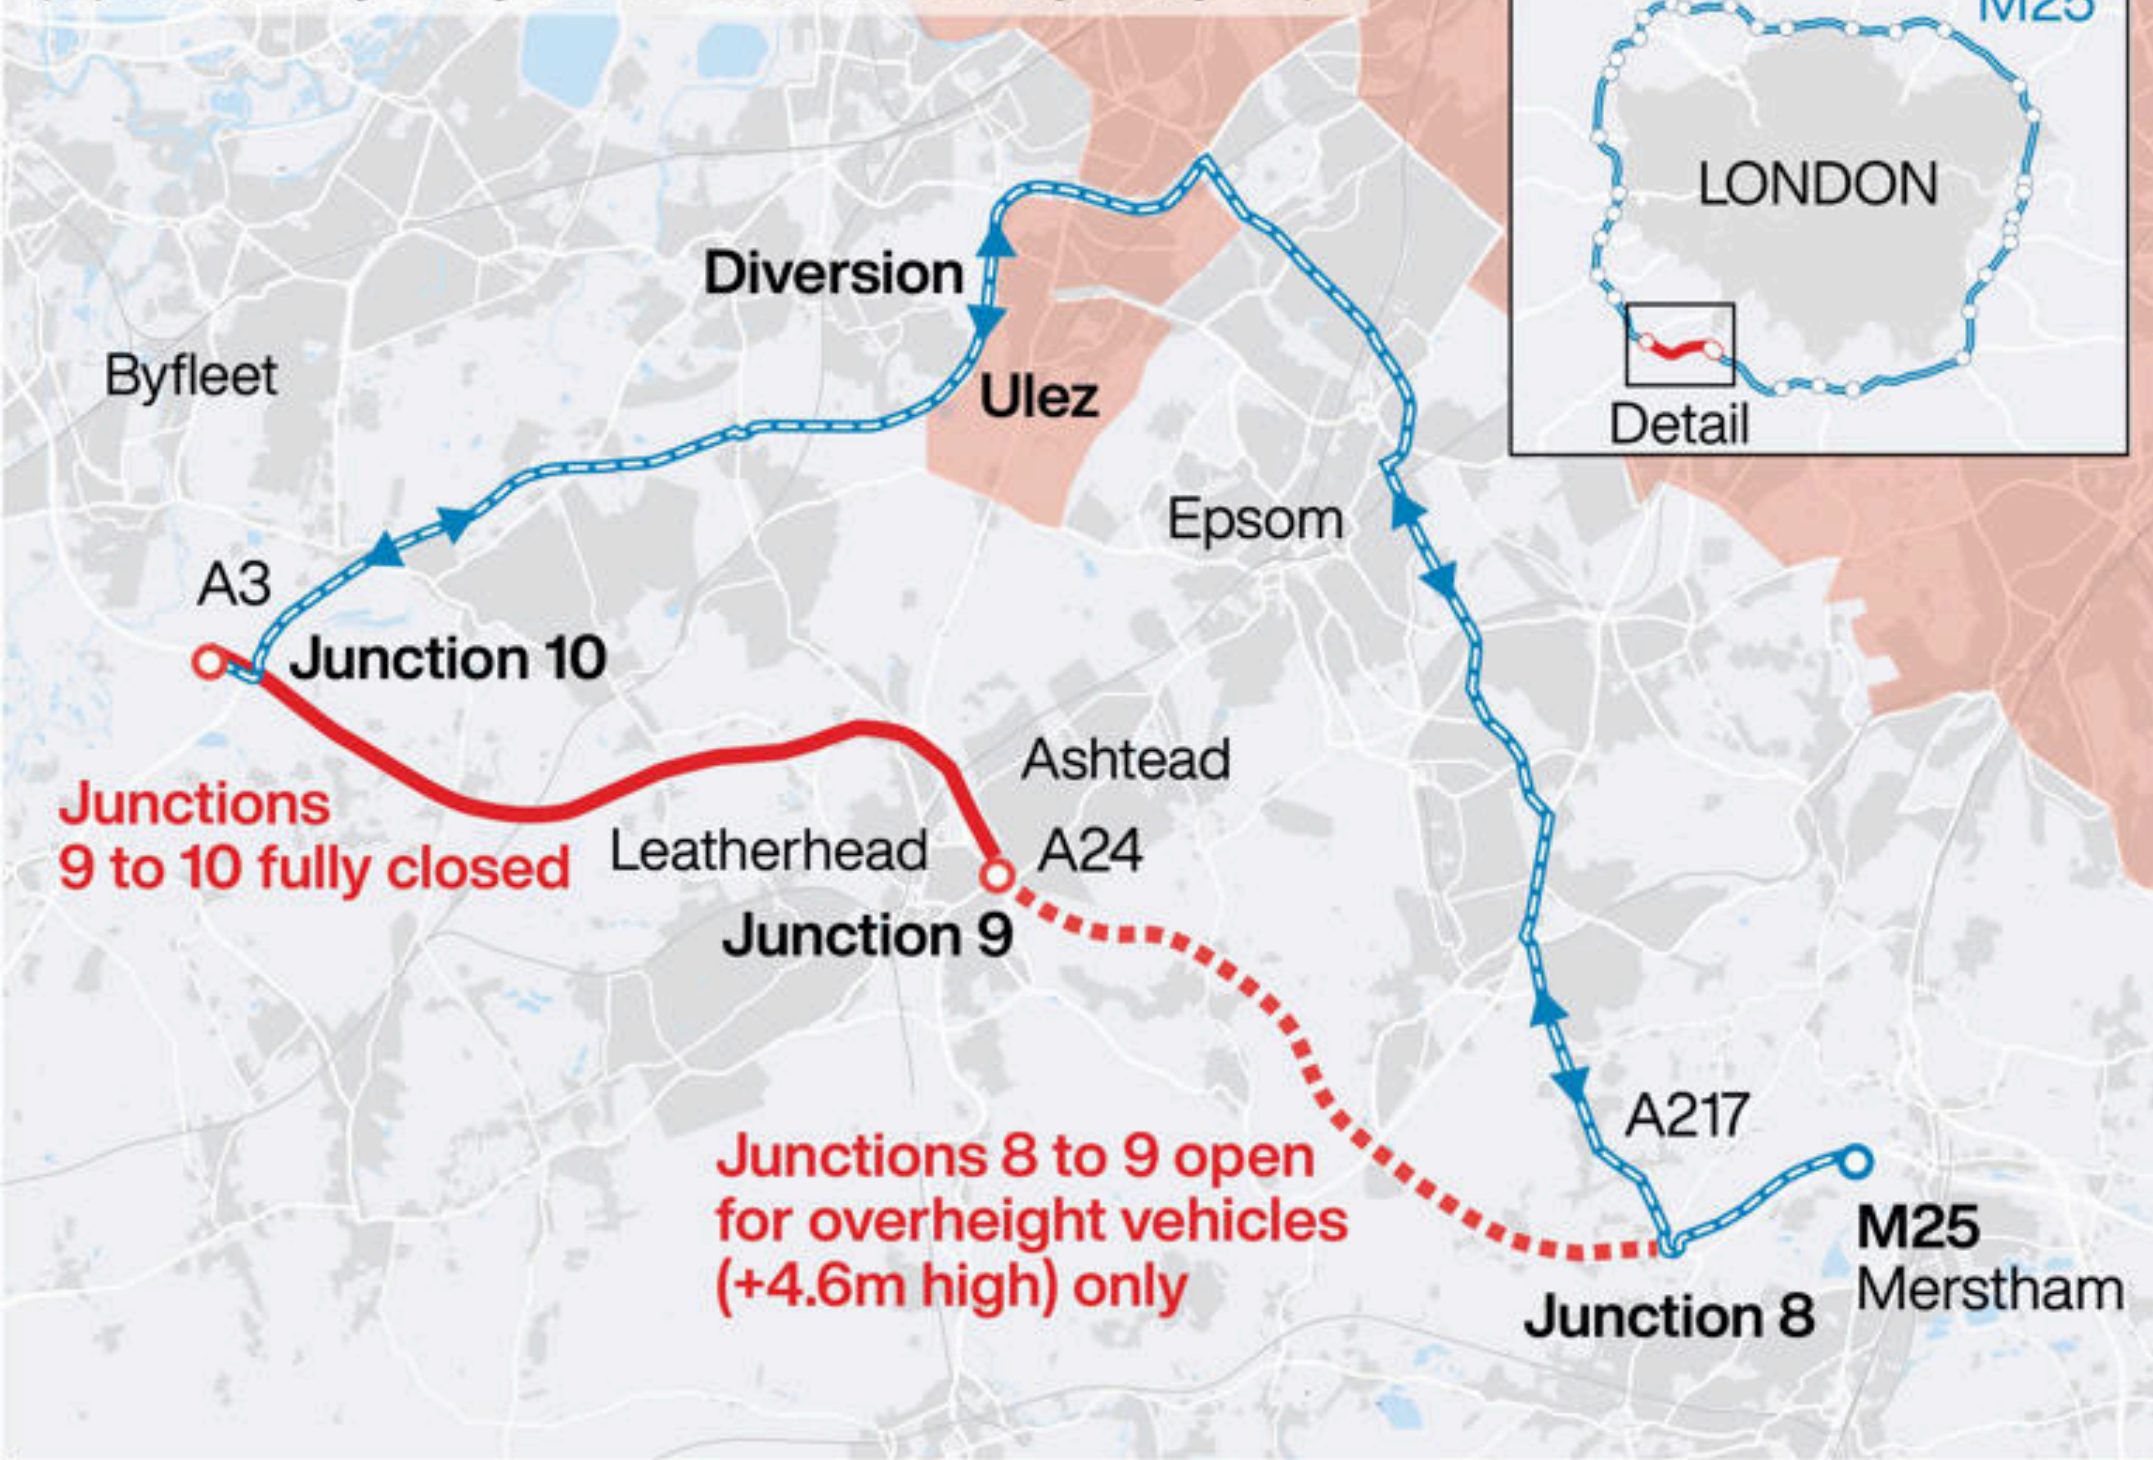 M25
LONDON
Detail
Diversion
Byfleet
Ulez
Epsom
A3
Junction 10
Ashtead
Junctions
9 to 10 fully closed
Leatherhead
A24
Junction 9
A217
Junctions 8 to 9 open
for overheight vehicles
(+4.6m high) only
M25
Merstham
Junction 8